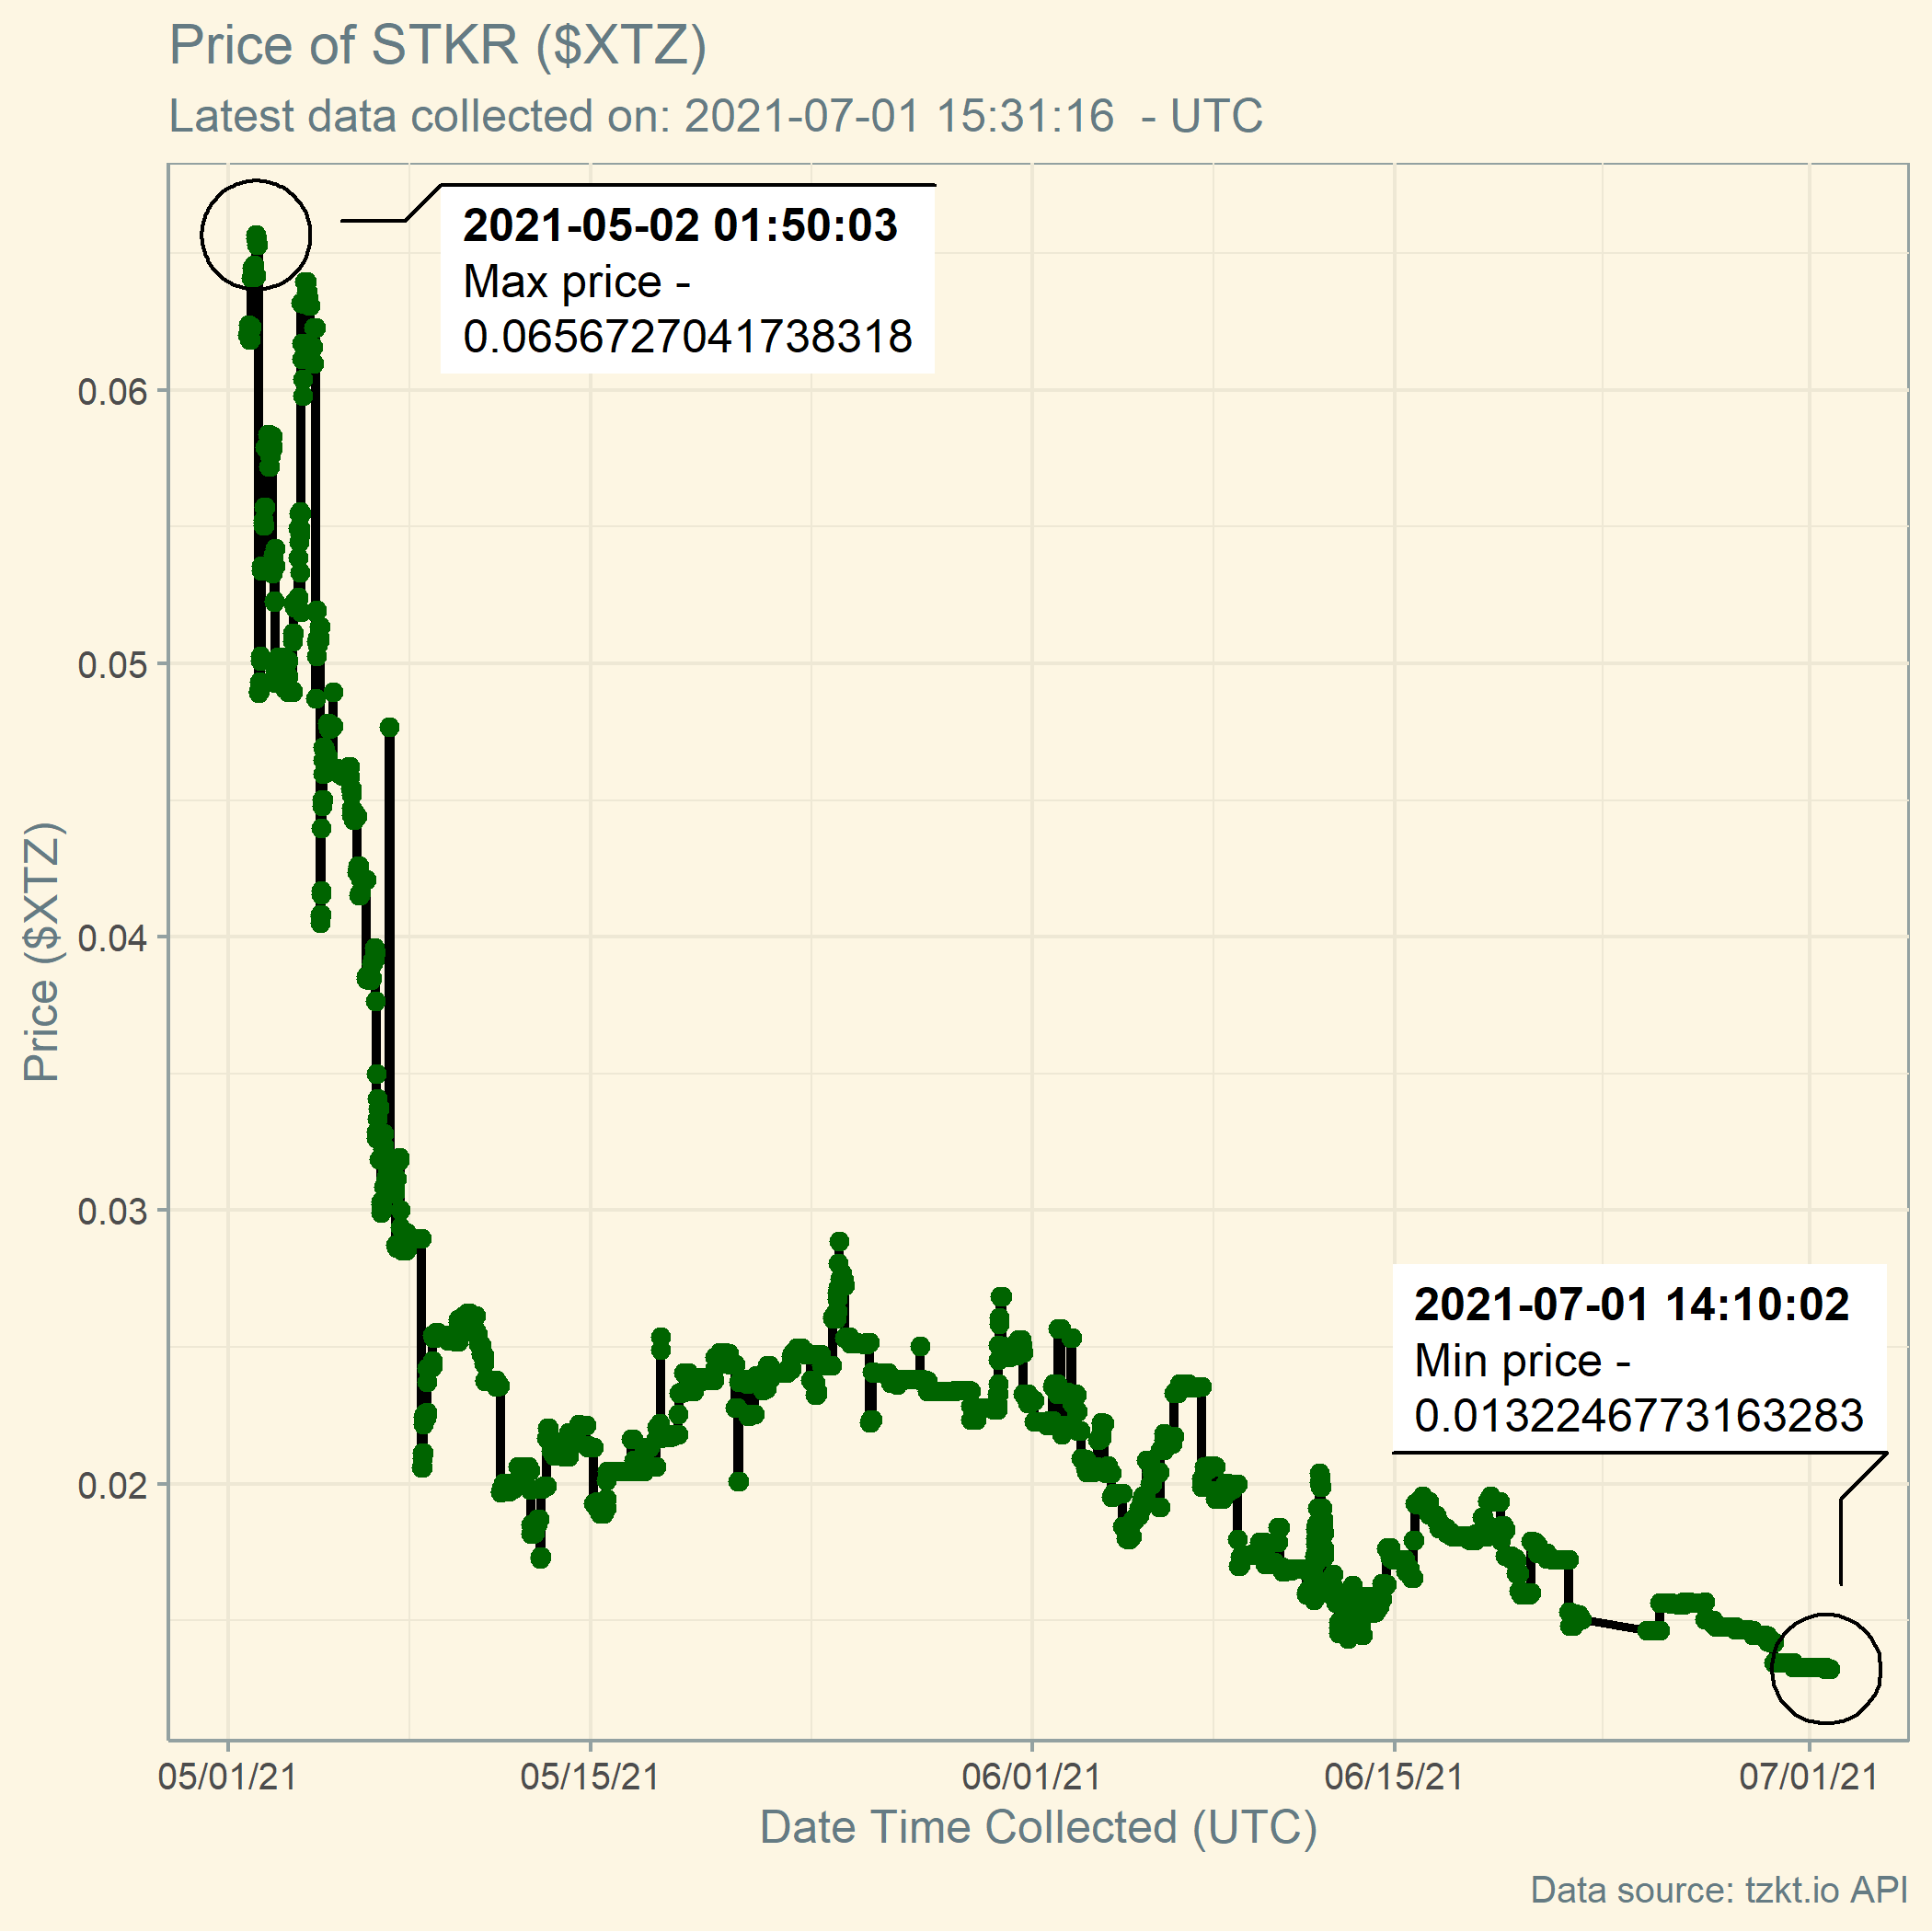 Price of STKR ($XTZ)
Latest data collected on: 2021-07-01 15:31:16  - UTC
2021-05-02 01:50:03
Max price -
0.0656727041738318
0.06
0.05
0.04
0.03
0.02
Price ($XTZ)
2021-07-01 14:10:02
Min price -
0.0132246773163283
05/01/21
05/15/21
06/01/21
06/15/21
07/01/21
Date Time Collected (UTC)
Data source: tzkt.io API